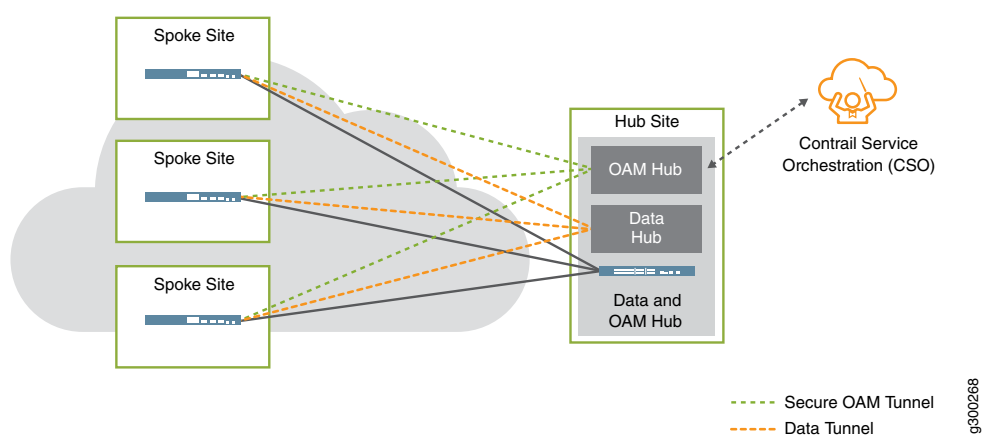 Spoke Site
Spoke Site
Spoke Site
Hub Site
OAM Hub
Data
Hub
Data and
OAM Hub
Contrail Service
Orchestration (CSO)
Secure OAM Tunnel
Data Tunnel
g300268